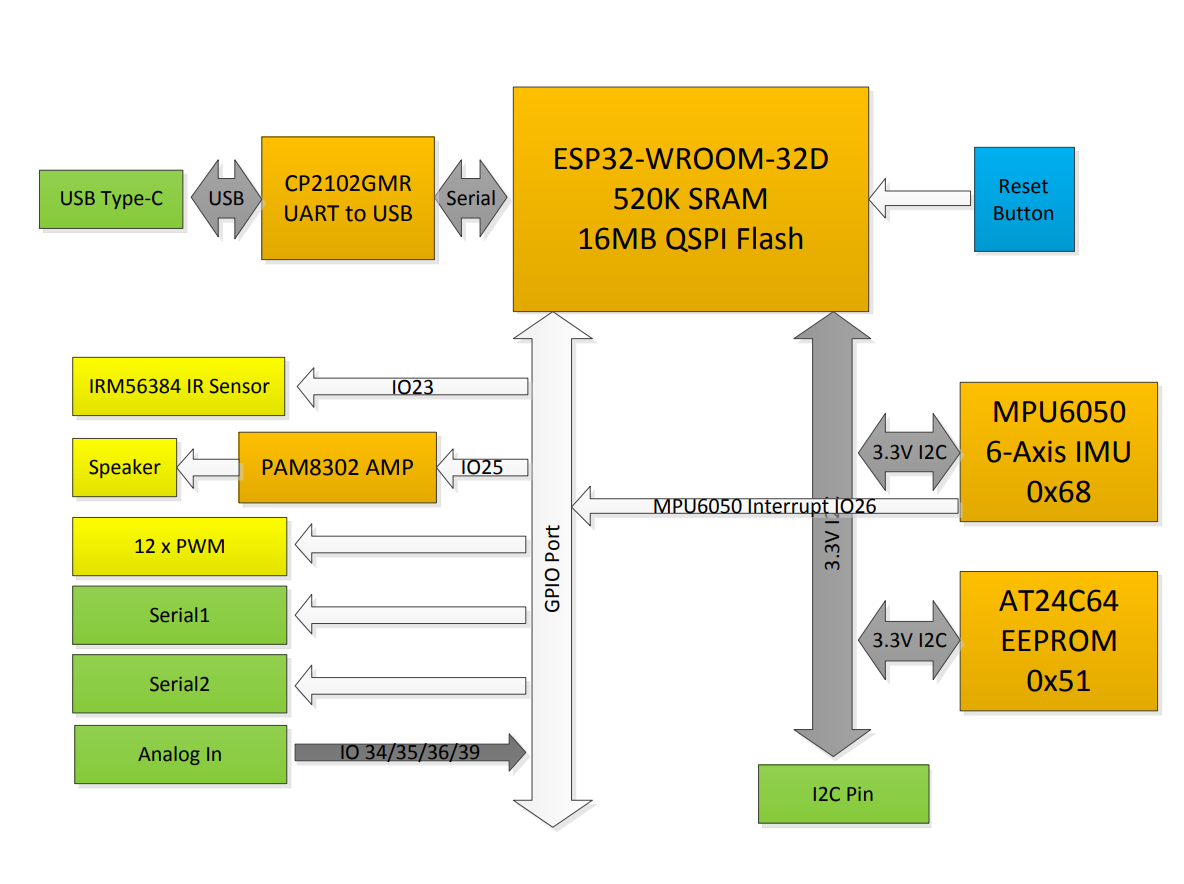 ESP32-WROOM-32D
520K SRAM
16MB QSPI Flash
USB Type-C
USB
CP2102GMR
UART to USB
Serial
Reset
Button
IRM56384 IR Sensor
IO23
Speaker
PAM8302 AMP
IO25
MPU6050 Interrupt IO26
12 x PWM
Serial1
Serial2
Analog In
IO 34/35/36/39
GPIO Port
3.3V I2C
MPU6050
6-Axis IMU
0x68
3.3V I2C
AT24C64
EEPROM
0x51
I2C Pin